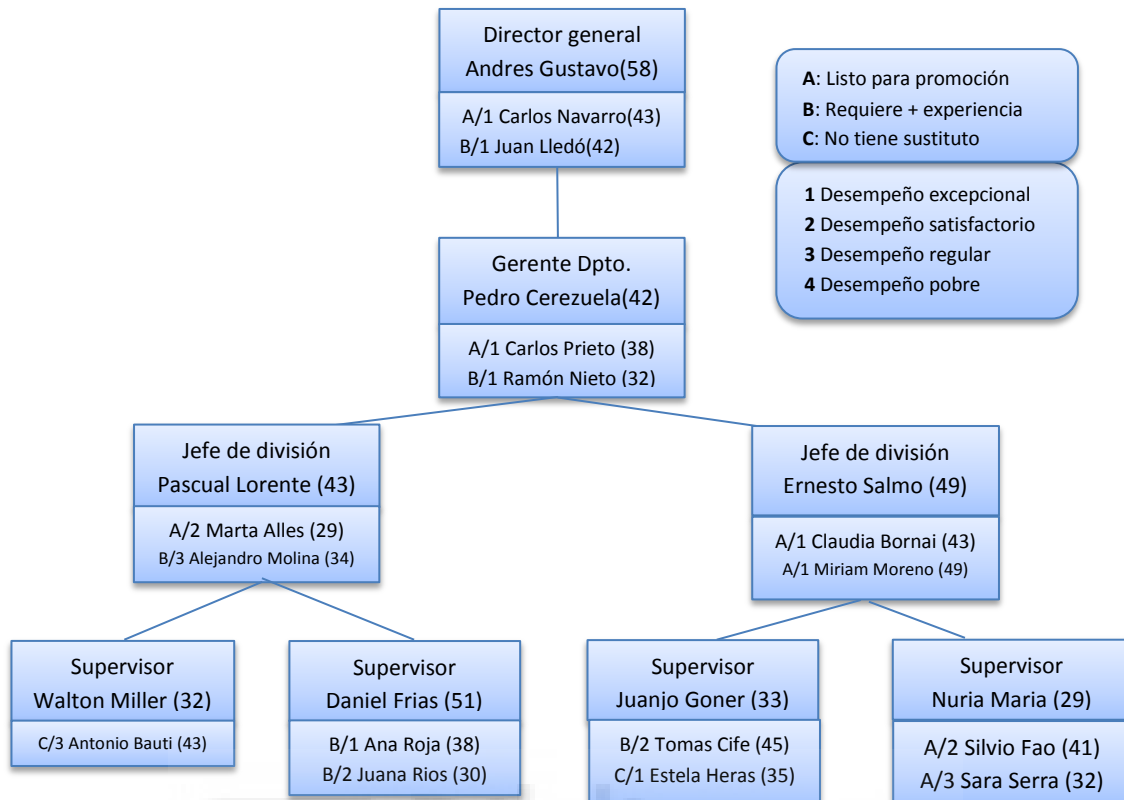 Director general
Andres Gustavo(58)
A/1 Carlos Navarro(43)
B/1 Juan Lledó(42)
A: Listo para promoción
B: Requiere + experiencia
C: No tiene sustituto
1 Desempeño excepcional
2 Desempeño satisfactorio
3 Desempeño regular
4 Desempeño pobre
Gerente Dpto.
Pedro Cerezuela(42)
A/1 Carlos Prieto (38)
B/1 Ramón Nieto (32)
Jefe de división
Pascual Lorente (43)
A/2 Marta Alles (29)
B/3 Alejandro Molina (34)
Jefe de división
Ernesto Salmo (49)
A/1 Claudia Bornai (43)
A/1 Miriam Moreno (49)
Supervisor
Walton Miller (32)
C/3 Antonio Bauti (43)
Supervisor
Daniel Frias (51)
B/1 Ana Roja (38)
B/2 Juana Rios (30)
Supervisor
Juanjo Goner (33)
B/2 Tomas Cife (45)
C/1 Estela Heras (35)
Supervisor
Nuria Maria (29)
A/2 Silvio Fao (41)
A/3 Sara Serra (32)